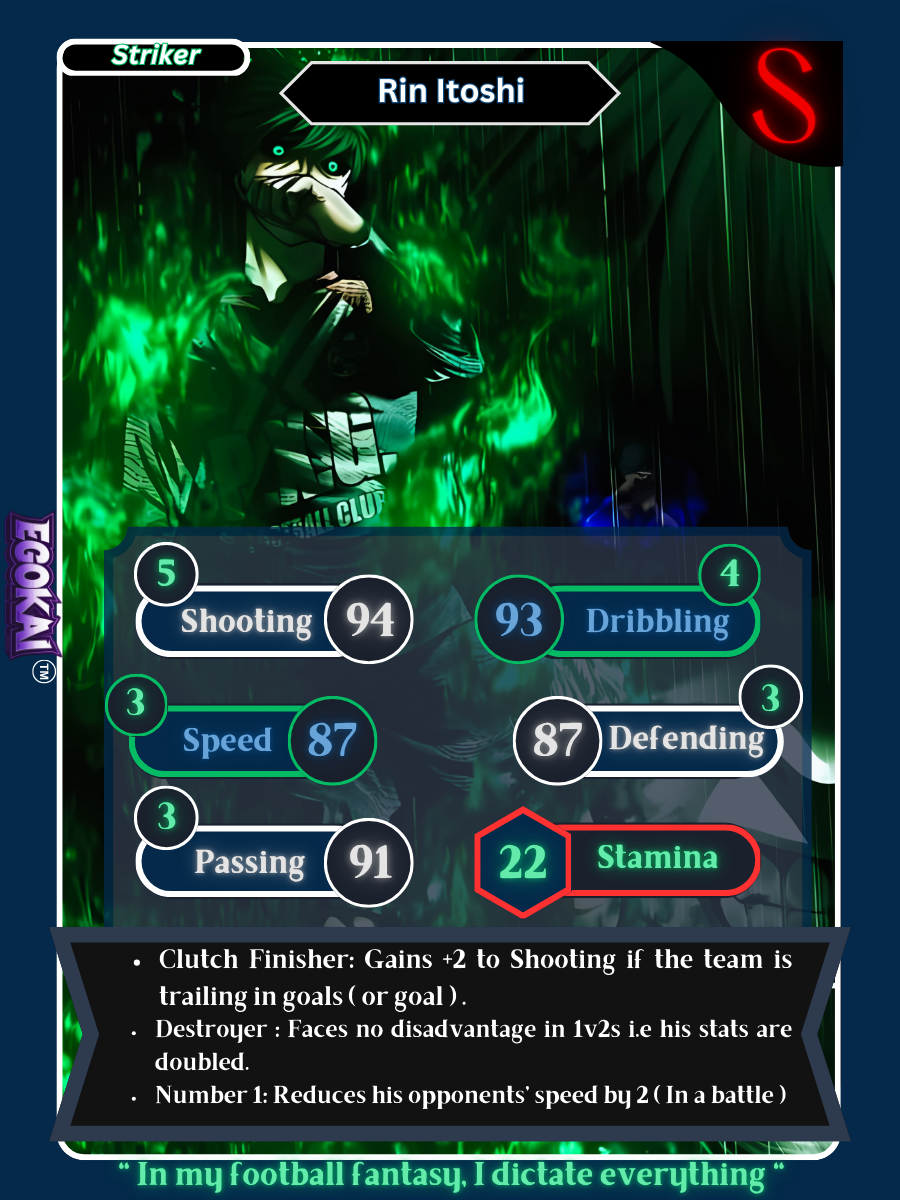 Striker
Rin Itoshi
S
EGOKAI
TM
5
Shooting 94
4
93 Dribbling
3
Speed 87
3
87 Defending
3
Passing 91
22 Stamina
• Clutch Finisher: Gains +2 to Shooting if the team is
trailing in goals ( or goal ) .
• Destroyer : Faces no disadvantage in 1v2s i.e his stats are
doubled.
• Number 1: Reduces his opponents' speed by 2 ( In a battle )
“ In my football fantasy, I dictate everything “